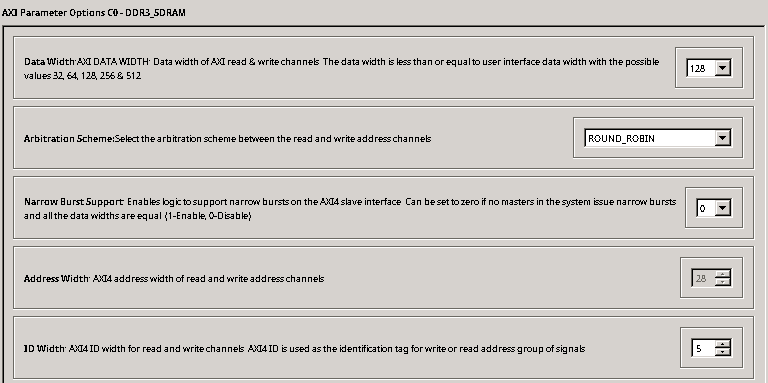 AXI Parameter Options C0 - DDR3_SDRAM
Data Width:AXI DATA WIDTH: Data width of AXI read & write channels The data width is less than or equal to user interface data width with the possible
values 32, 64, 128, 256 & 512
128
Arbitration Scheme:Select the arbitration scheme between the read and write address channels
ROUND_ROBIN
Narrow Burst Support: Enables logic to support narrow bursts on the AXI4 slave interface Can be set to zero if no masters in the system issue narrow bursts
and all the data widths are equal (1-Enable, 0-Disable)
0
Address Width: AXI4 address width of read and write address channels
28
ID Width: AXI4 ID width for read and write channels AXI4 ID is used as the identification tag for write or read address group of signals
5